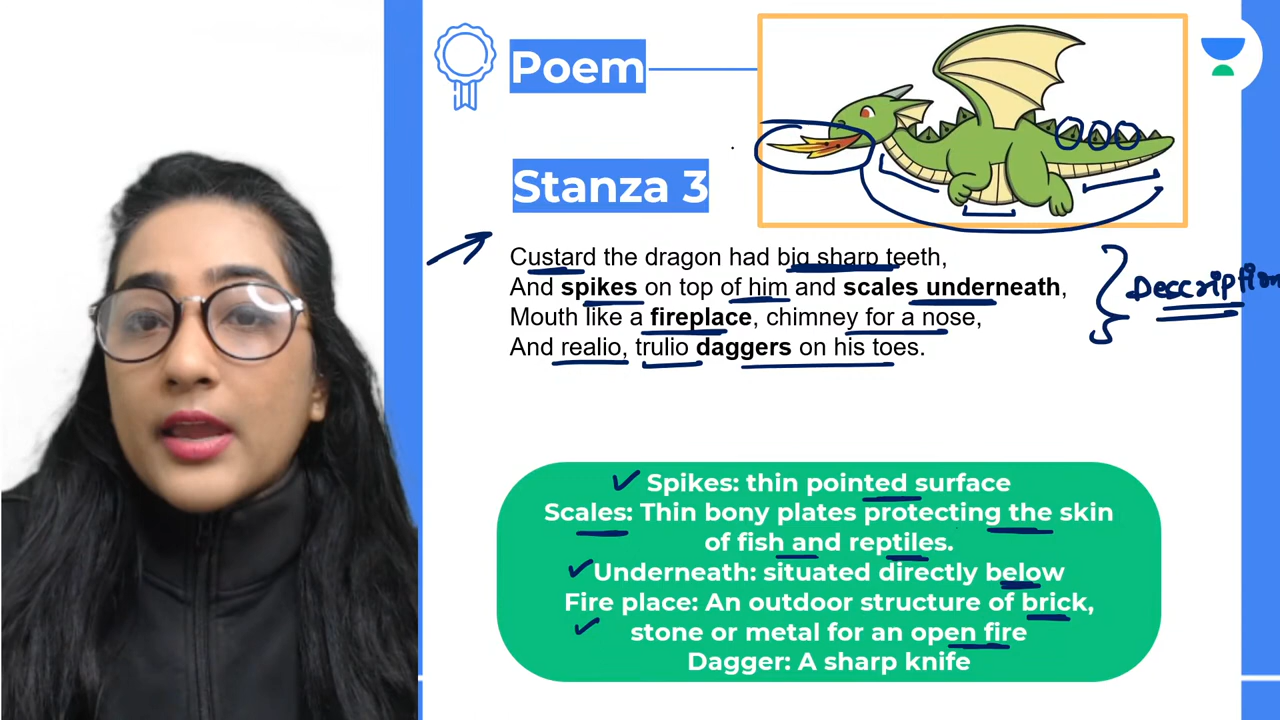 Poem
Stanza 3
Custard the dragon had big sharp teeth,
And spikes on top of him and scales underneath,
Mouth like a fireplace, chimney for a nose,
And realio, trulio daggers on his toes.
Description
Spikes: thin pointed surface
Scales: Thin bony plates protecting the skin
of fish and reptiles.
Underneath: situated directly below
Fire place: An outdoor structure of brick,
stone or metal for an open fire
Dagger: A sharp knife